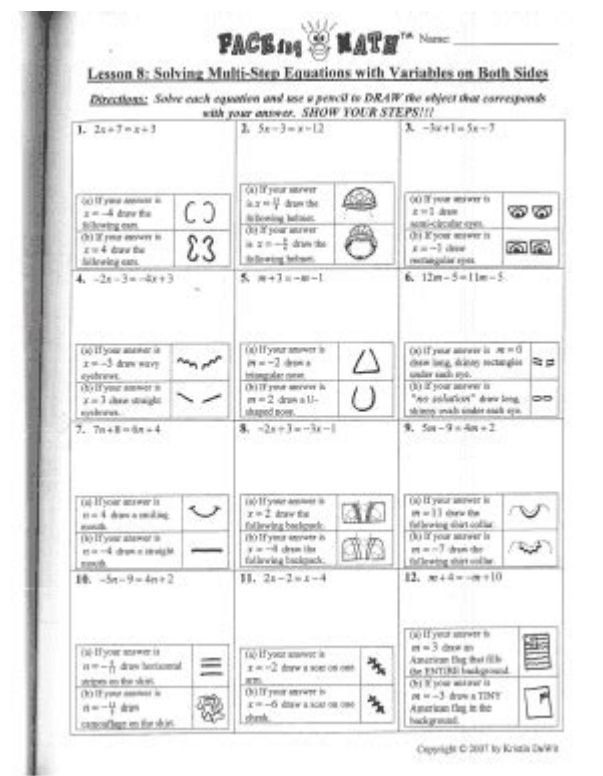 FACEing MATH™ Name:
Lesson 8: Solving Multi-Step Equations with Variables on Both Sides
Directions: Solve each equation and use a pencil to DRAW the object that corresponds
with your answer. SHOW YOUR STEPS!!!
1. 2x + 7 = x + 3
(a) If your answer is
x = –4 draw the
following ears.
(b) If your answer is
x = 4 draw the
following ears.
2. 5x – 3 = x – 12
(a) If your answer
draw the
following helmet.
(b) If your answer
draw the
following helmet.
3. –3x + 1 = 5x – 7
(a) If your answer is
x = 1 draw
semi-circular eyes.
(b) If your answer is
x = –1 draw
rectangular eyes.
4. –2x – 3 = –4x + 3
(a) If your answer is
x = –3 draw wavy
eyebrows.
(b) If your answer is
x = 3 draw straight
eyebrows.
5. m + 3 = –m – 1
(a) If your answer is
m = –2 draw a
triangular nose.
(b) If your answer is
m = 2 draw a U-
shaped nose.
6. 12m – 5 = 11m – 5
(a) If your answer is m = 0
draw long, skinny rectangles
under each eye.
(b) If your answer is
"no solution" draw long,
skinny ovals under each eye.
7. 7n + 8 = 6n + 4
(a) If your answer is
n = 4 draw a smiling
mouth.
(b) If your answer is
n = –4 draw a straight
mouth.
8. –2x + 3 = –3x – 1
(a) If your answer is
x = 2 draw the
following backpack.
(b) If your answer is
x = –4 draw the
following backpack.
9. 5m – 9 = 4m + 2
(a) If your answer is
m = 11 draw the
following shirt collar.
(b) If your answer is
m = –7 draw the
following shirt collar.
10. –5n – 9 = 4n + 2
(a) If your answer is
draw horizontal
stripes on the shirt.
(b) If your answer is
draw
camouflage on the shirt.
11. 2x – 2 = x – 4
(a) If your answer is
x = –2 draw a scar on one
arm.
(b) If your answer is
x = –6 draw a scar on one
cheek.
12. m + 4 = –m + 10
(a) If your answer is
m = 3 draw an
American flag that fills
the ENTIRE background.
(b) If your answer is
m = –3 draw a TINY
American flag in the
background.
Copyright © 2007 by Kristin DeWit